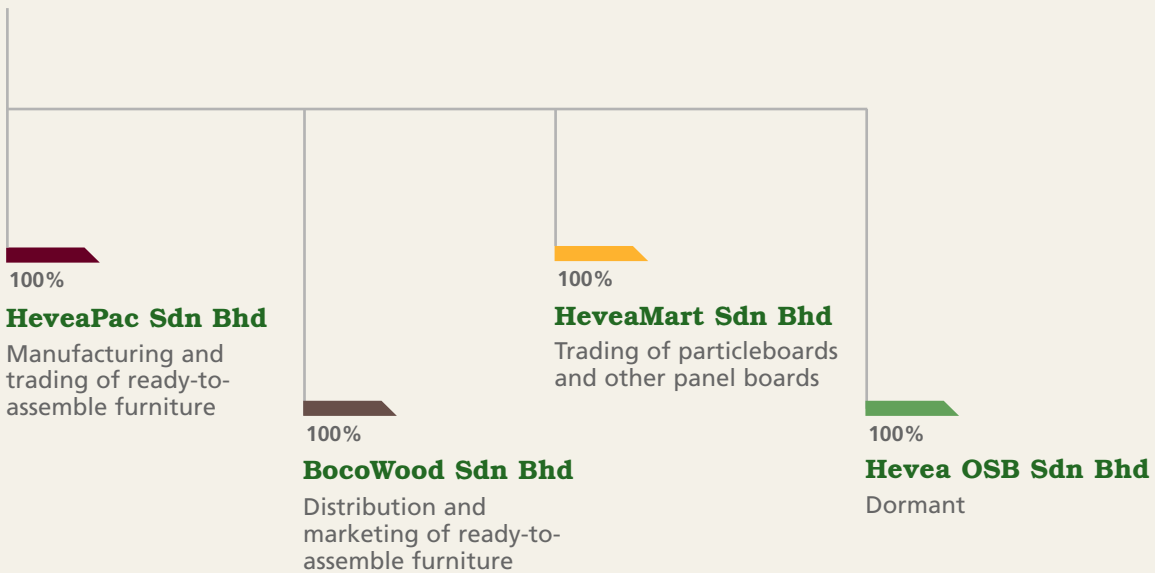 100%
HeveaPac Sdn Bhd
Manufacturing and
trading of ready-to-
assemble furniture
100%
BocoWood Sdn Bhd
Distribution and
marketing of ready-to-
assemble furniture
100%
HeveaMart Sdn Bhd
Trading of particleboards
and other panel boards
100%
Hevea OSB Sdn Bhd
Dormant